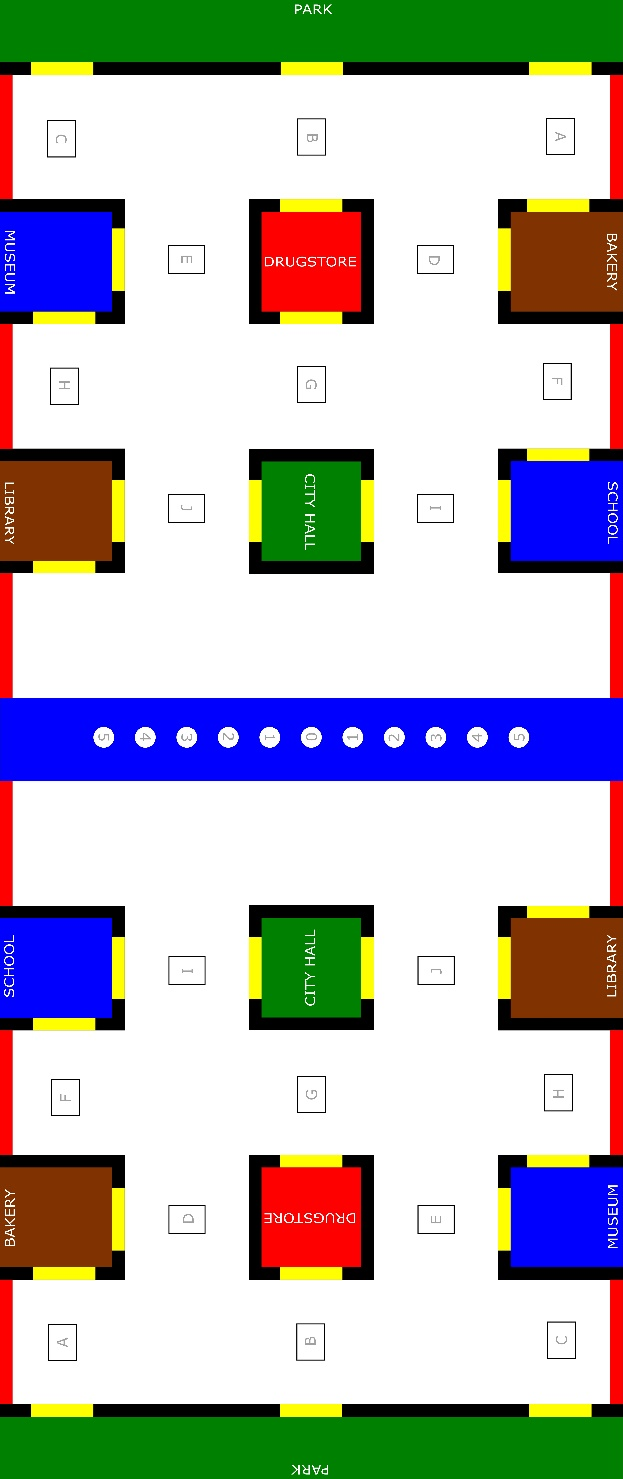 PARK
C
B
A
MUSEUM
E
DRUGSTORE
D
BAKERY
H
G
F
LIBRARY
J
CITY HALL
I
SCHOOL
5 4 3 2 1 0 1 2 3 4 5
SCHOOL
I
CITY HALL
J
LIBRARY
F
G
H
BAKERY
D
DRUGSTORE
E
MUSEUM
A
B
C
PARK